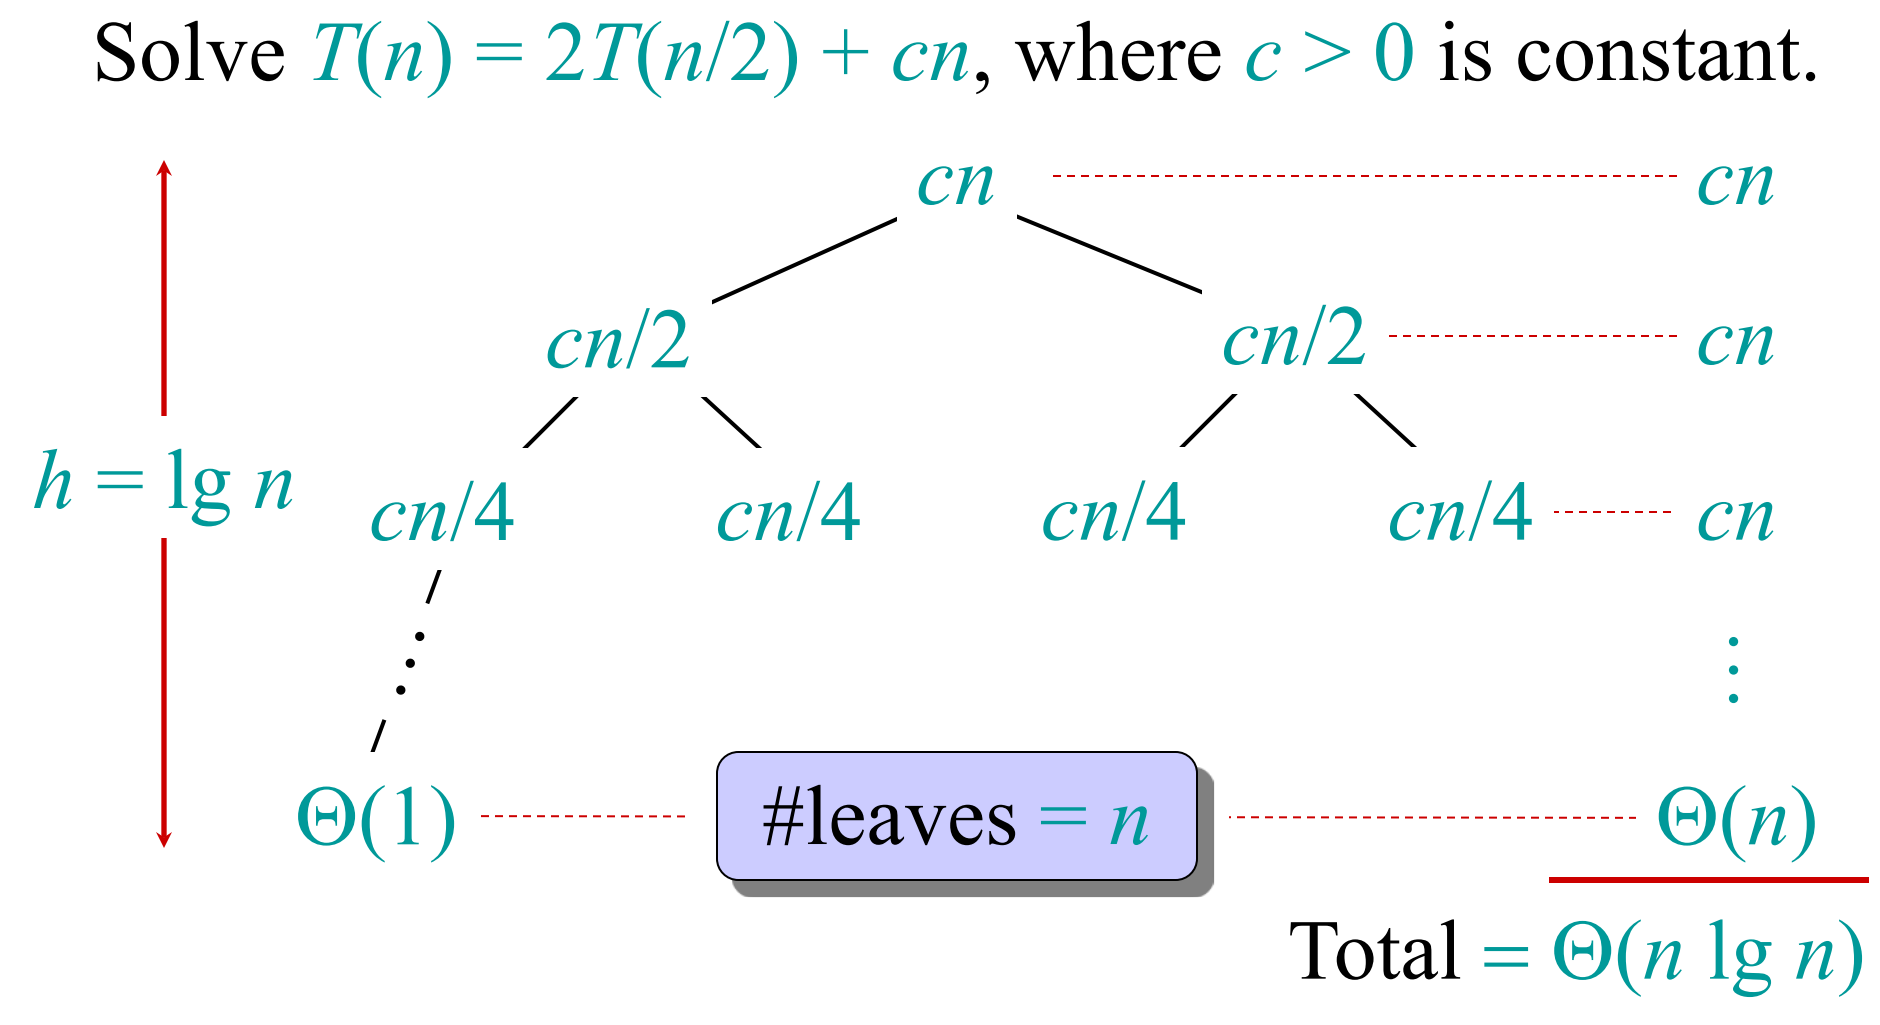 Solve T(n) = 2T(n/2) + cn, where c > 0 is constant.
cn cn
cn/2 cn/2 cn
h = lg n cn/4 cn/4 cn/4 cn/4 cn
Θ(1) #leaves = n Θ(n)
Total = Θ(n lg n)